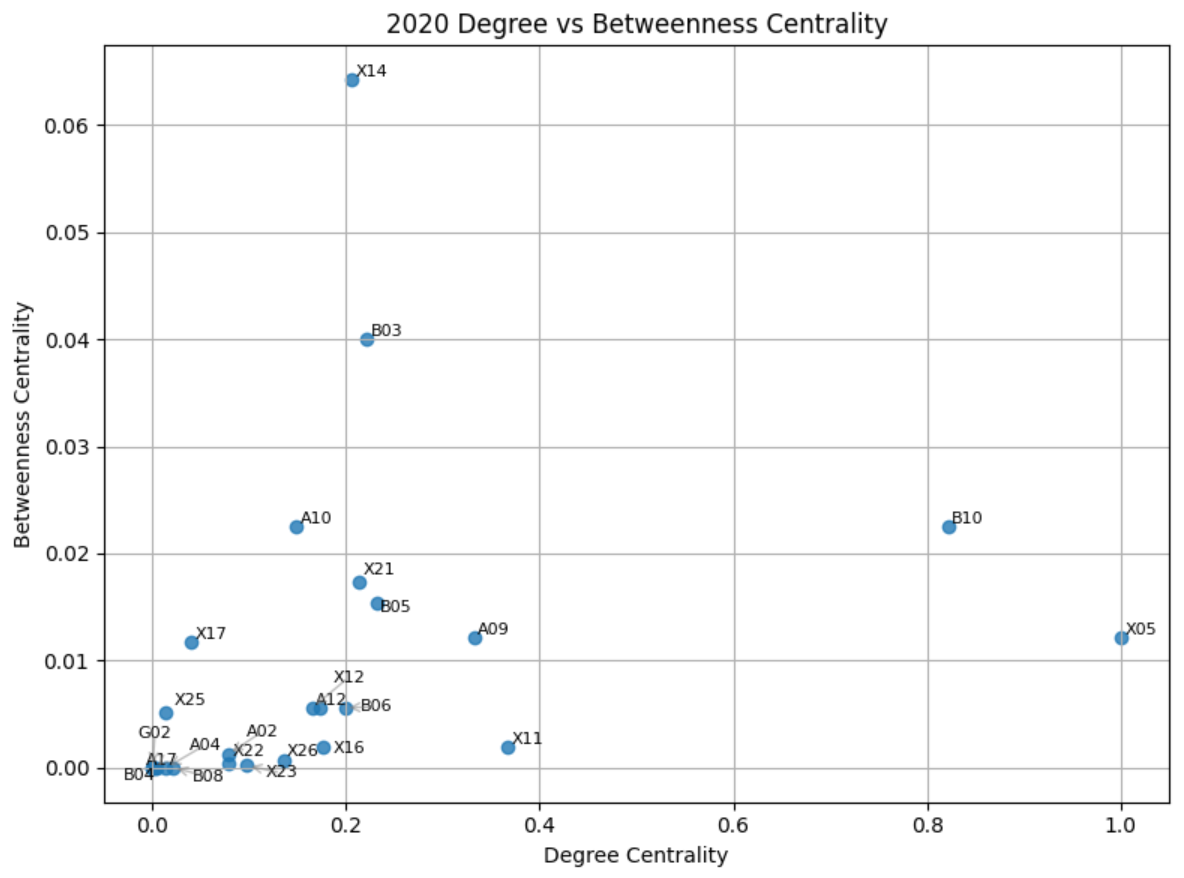 2020 Degree vs Betweenness Centrality
X14
0.06
0.05
B03
0.04
0.03
A10
B10
0.02
X21
B05
X17
A09
X05
0.01
X12
X25
A12
B06
G02
A02
A04
X22
X26
X16
X11
A17
0.00
B04
B08
X23
0.0
0.2
0.4
0.6
0.8
1.0
Degree Centrality
Betweenness Centrality